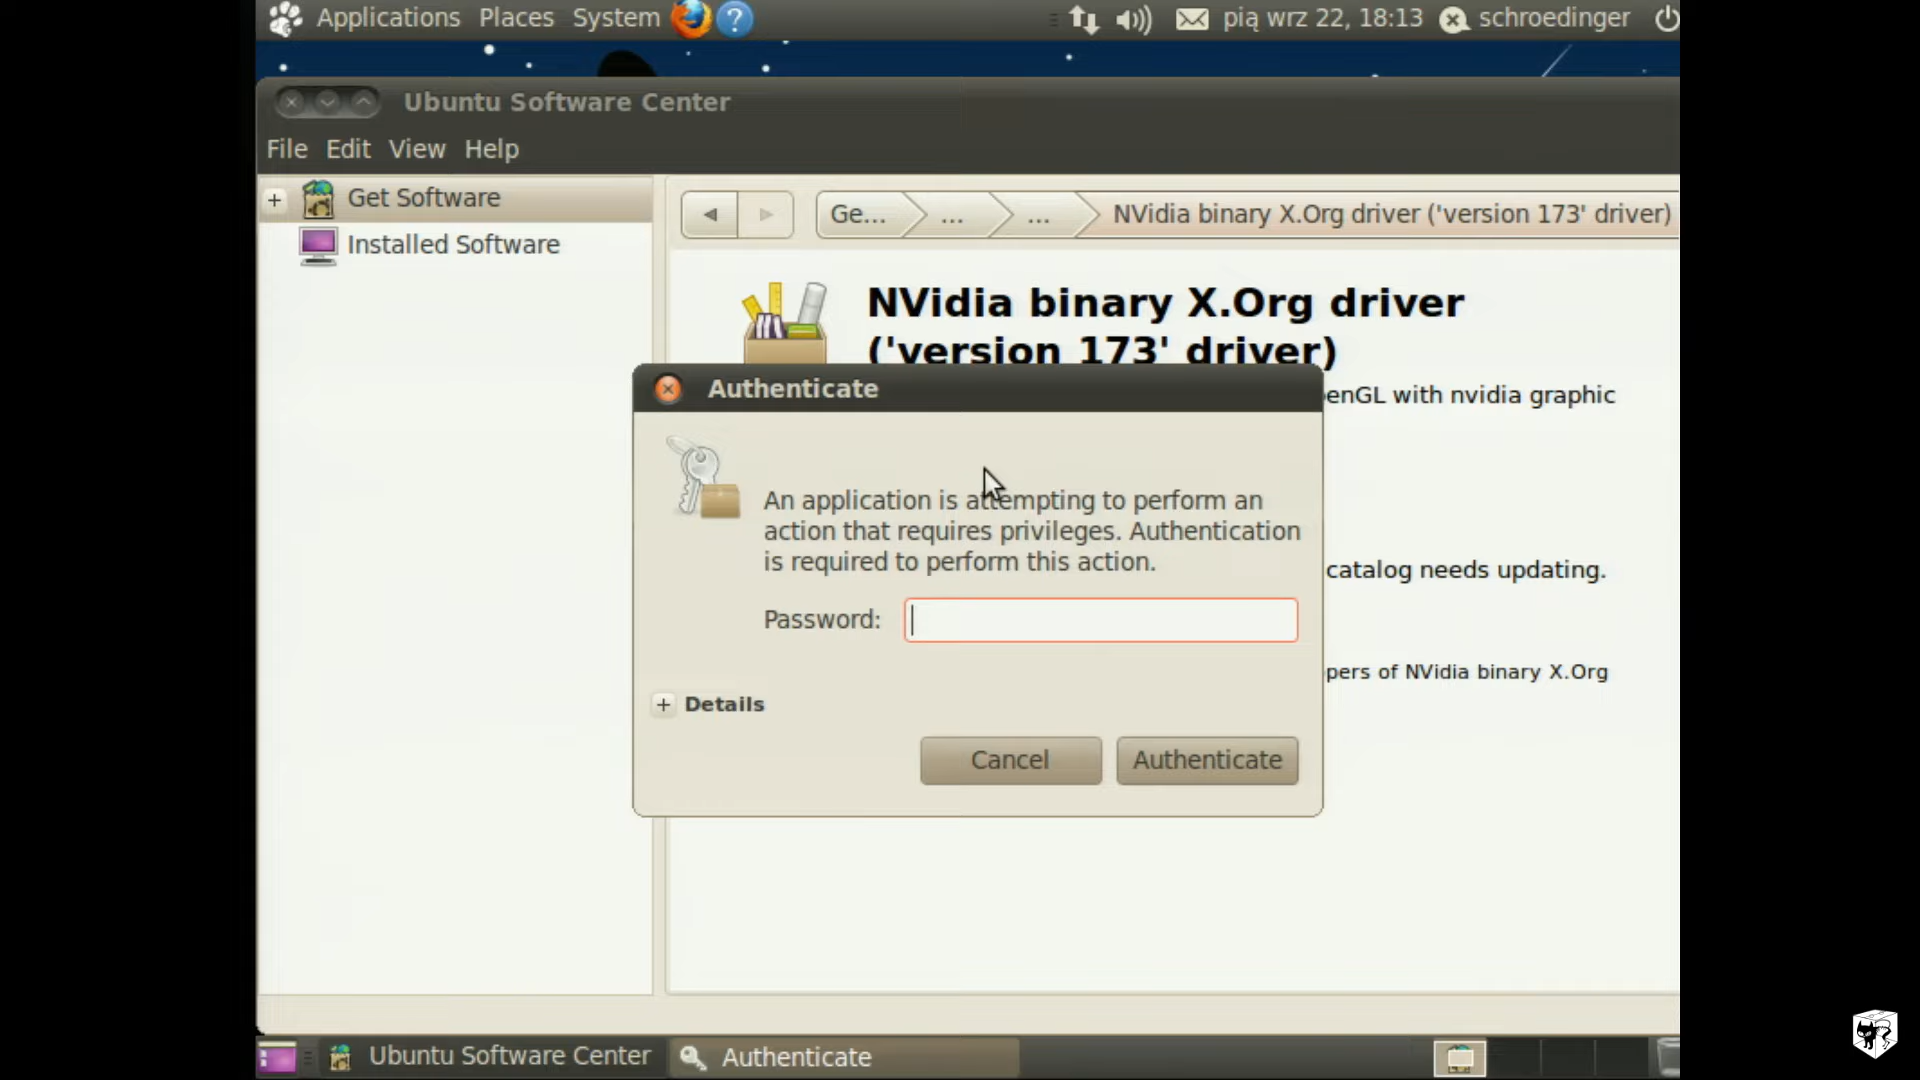 Applications Places System
pią wrz 22, 18:13 schroedinger
Ubuntu Software Center
File Edit View Help
Get Software
Installed Software
Ge... ... ... NVidia binary X.Org driver ('version 173' driver)
NVidia binary X.Org driver
('version 173' driver)
enGL with nvidia graphic
Authenticate
An application is attempting to perform an
action that requires privileges. Authentication
is required to perform this action.
catalog needs updating.
Password:
pers of NVidia binary X.Org
Details
Cancel Authenticate
Ubuntu Software Center Authenticate